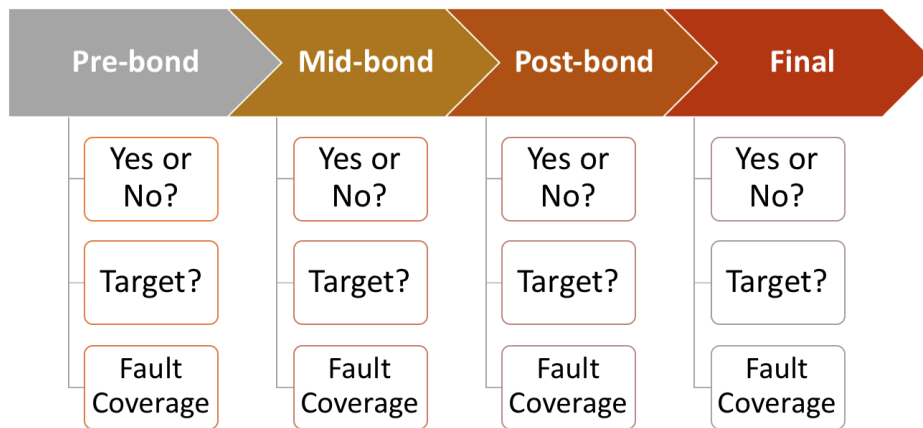 Pre-bond
Mid-bond
Post-bond
Final
Yes or
No?
Yes or
No?
Yes or
No?
Yes or
No?
Target?
Target?
Target?
Target?
Fault
Coverage
Fault
Coverage
Fault
Coverage
Fault
Coverage